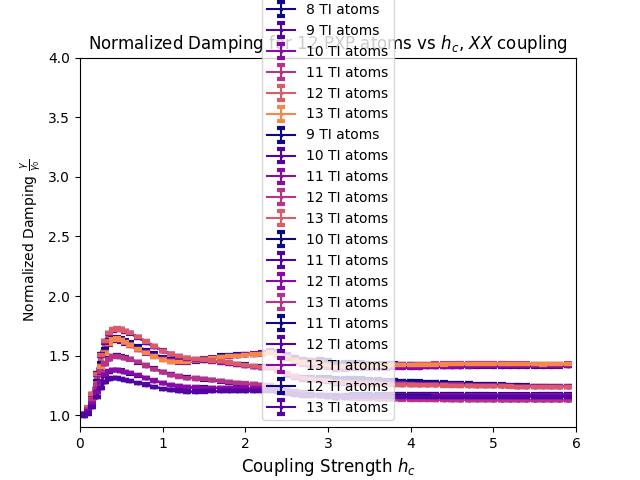 Normalized Damping for 12 PXP atoms vs h_c, XX coupling
8 TI atoms
9 TI atoms
10 TI atoms
11 TI atoms
12 TI atoms
13 TI atoms
9 TI atoms
10 TI atoms
11 TI atoms
12 TI atoms
13 TI atoms
10 TI atoms
11 TI atoms
12 TI atoms
13 TI atoms
11 TI atoms
12 TI atoms
13 TI atoms
12 TI atoms
13 TI atoms
Normalized Damping γ/γ₀
4.0
3.5
3.0
2.5
2.0
1.5
1.0
0 1 2 3 4 5 6
Coupling Strength h_c